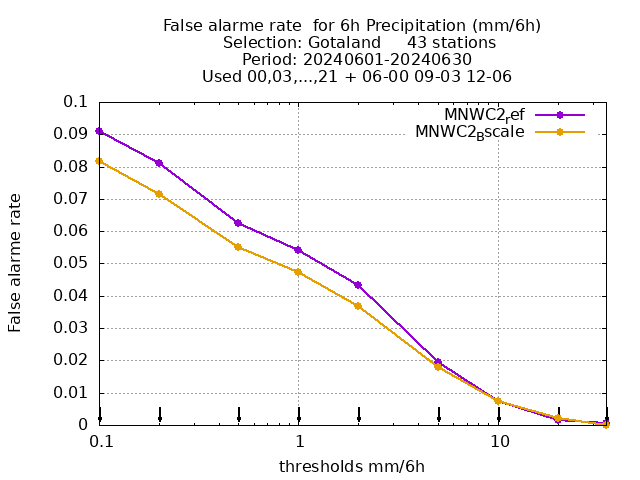 False alarme rate  for 6h Precipitation (mm/6h)
Selection: Gotaland     43 stations
Period: 20240601-20240630
Used 00,03,...,21 + 06-00 09-03 12-06
MNWC2_ref
MNWC2_Bscale
0.1
0.09
0.08
0.07
0.06
0.05
0.04
0.03
0.02
0.01
0
False alarme rate
0.1 1 10
thresholds mm/6h